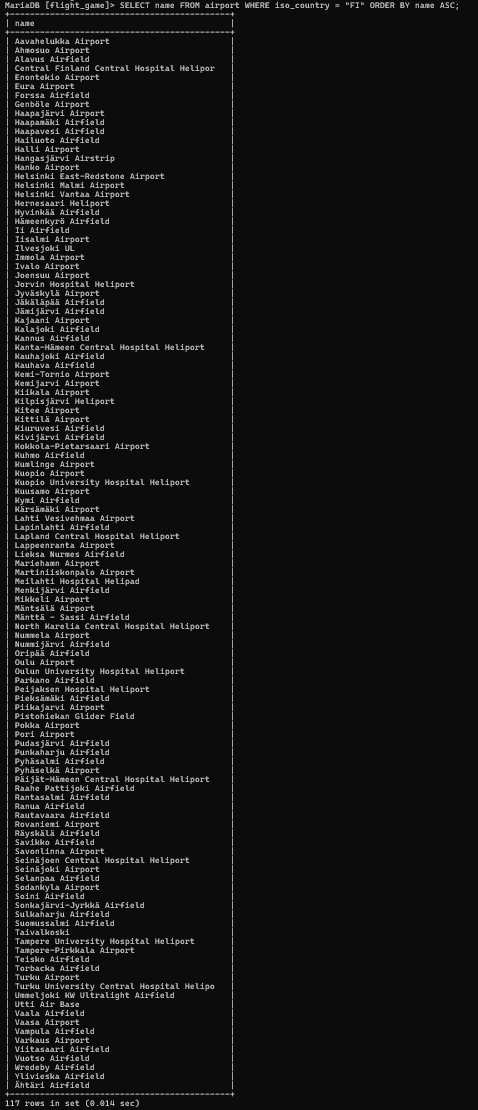 MariaDB [flight_game]> SELECT name FROM airport WHERE iso_country = "FI" ORDER BY name ASC;
+--------------------------------------------+
| name                                       |
+--------------------------------------------+
| Aavahelukka Airport                        |
| Ahmosuo Airport                            |
| Alavus Airfield                            |
| Central Finland Central Hospital Helipor   |
| Enontekio Airport                          |
| Eura Airport                               |
| Forssa Airfield                            |
| Genböle Airport                            |
| Haapajärvi Airport                         |
| Haapamäki Airfield                         |
| Haapavesi Airfield                         |
| Hailuoto Airfield                          |
| Halli Airport                              |
| Hangasjärvi Airstrip                       |
| Hanko Airport                              |
| Helsinki East-Redstone Airport             |
| Helsinki Malmi Airport                     |
| Helsinki Vantaa Airport                    |
| Hernesaari Heliport                        |
| Hyvinkää Airfield                          |
| Hämeenkyrö Airfield                        |
| Ii Airfield                                |
| Iisalmi Airport                            |
| Ilvesjoki UL                               |
| Immola Airport                             |
| Ivalo Airport                              |
| Joensuu Airport                            |
| Jorvin Hospital Heliport                   |
| Jyväskylä Airport                          |
| Jäkäläpää Airfield                         |
| Jämijärvi Airfield                         |
| Kajaani Airport                            |
| Kalajoki Airfield                          |
| Kannus Airfield                            |
| Kanta-Hämeen Central Hospital Heliport     |
| Kauhajoki Airfield                         |
| Kauhava Airfield                           |
| Kemi-Tornio Airport                        |
| Kemijarvi Airport                          |
| Kiikala Airport                            |
| Kilpisjärvi Heliport                       |
| Kitee Airport                              |
| Kittilä Airport                            |
| Kiuruvesi Airfield                         |
| Kivijärvi Airfield                         |
| Kokkola-Pietarsaari Airport                |
| Kuhmo Airfield                             |
| Kumlinge Airport                           |
| Kuopio Airport                             |
| Kuopio University Hospital Heliport        |
| Kuusamo Airport                            |
| Kymi Airfield                              |
| Kärsämäki Airport                          |
| Lahti Vesivehmaa Airport                   |
| Lapinlahti Airfield                        |
| Lapland Central Hospital Heliport          |
| Lappeenranta Airport                       |
| Lieksa Nurmes Airfield                     |
| Mariehamn Airport                          |
| Martiniiskonpalo Airport                   |
| Meilahti Hospital Helipad                  |
| Menkijärvi Airfield                        |
| Mikkeli Airport                            |
| Mäntsälä Airport                           |
| Mänttä - Sassi Airfield                    |
| North Karelia Central Hospital Heliport    |
| Nummela Airport                            |
| Nummijärvi Airfield                        |
| Oripää Airfield                            |
| Oulu Airport                               |
| Oulun University Hospital Heliport         |
| Parkano Airfield                           |
| Peijaksen Hospital Heliport                |
| Pieksämäki Airfield                        |
| Piikajarvi Airport                         |
| Pistohiekan Glider Field                   |
| Pokka Airport                              |
| Pori Airport                               |
| Pudasjärvi Airfield                        |
| Punkaharju Airfield                        |
| Pyhäsalmi Airfield                         |
| Pyhäselkä Airport                          |
| Päijät-Hämeen Central Hospital Heliport    |
| Raahe Pattijoki Airfield                   |
| Rantasalmi Airfield                        |
| Ranua Airfield                             |
| Rautavaara Airfield                        |
| Rovaniemi Airport                          |
| Räyskälä Airfield                          |
| Savikko Airfield                           |
| Savonlinna Airport                         |
| Seinäjoen Central Hospital Heliport        |
| Seinäjoki Airport                          |
| Selanpaa Airfield                          |
| Sodankyla Airport                          |
| Soini Airfield                             |
| Sonkajärvi-Jyrkkä Airfield                 |
| Sulkaharju Airfield                        |
| Suomussalmi Airfield                       |
| Taivalkoski                                |
| Tampere University Hospital Heliport       |
| Tampere-Pirkkala Airport                   |
| Teisko Airfield                            |
| Torbacka Airfield                          |
| Turku Airport                              |
| Turku University Central Hospital Helipo   |
| Ummeljoki KW Ultralight Airfield           |
| Utti Air Base                              |
| Vaala Airfield                             |
| Vaasa Airport                              |
| Vampula Airfield                           |
| Varkaus Airport                            |
| Viitasaari Airfield                        |
| Vuotso Airfield                            |
| Wredeby Airfield                           |
| Ylivieska Airfield                         |
| Ähtäri Airfield                            |
+--------------------------------------------+
117 rows in set (0.014 sec)